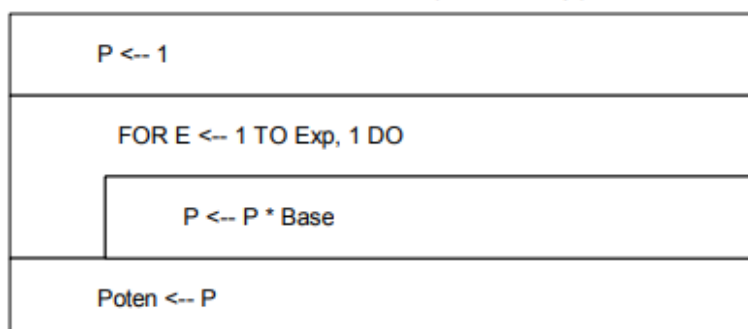 P <-- 1
FOR E <-- 1 TO Exp, 1 DO
P <-- P * Base
Poten <-- P